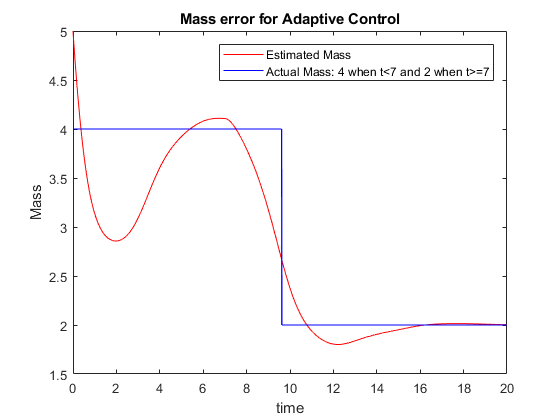 Mass error for Adaptive Control
5
4.5
4
3.5
3
2.5
2
1.5
Mass
Estimated Mass
Actual Mass: 4 when t<7 and 2 when t>=7
0 2 4 6 8 10 12 14 16 18 20
time